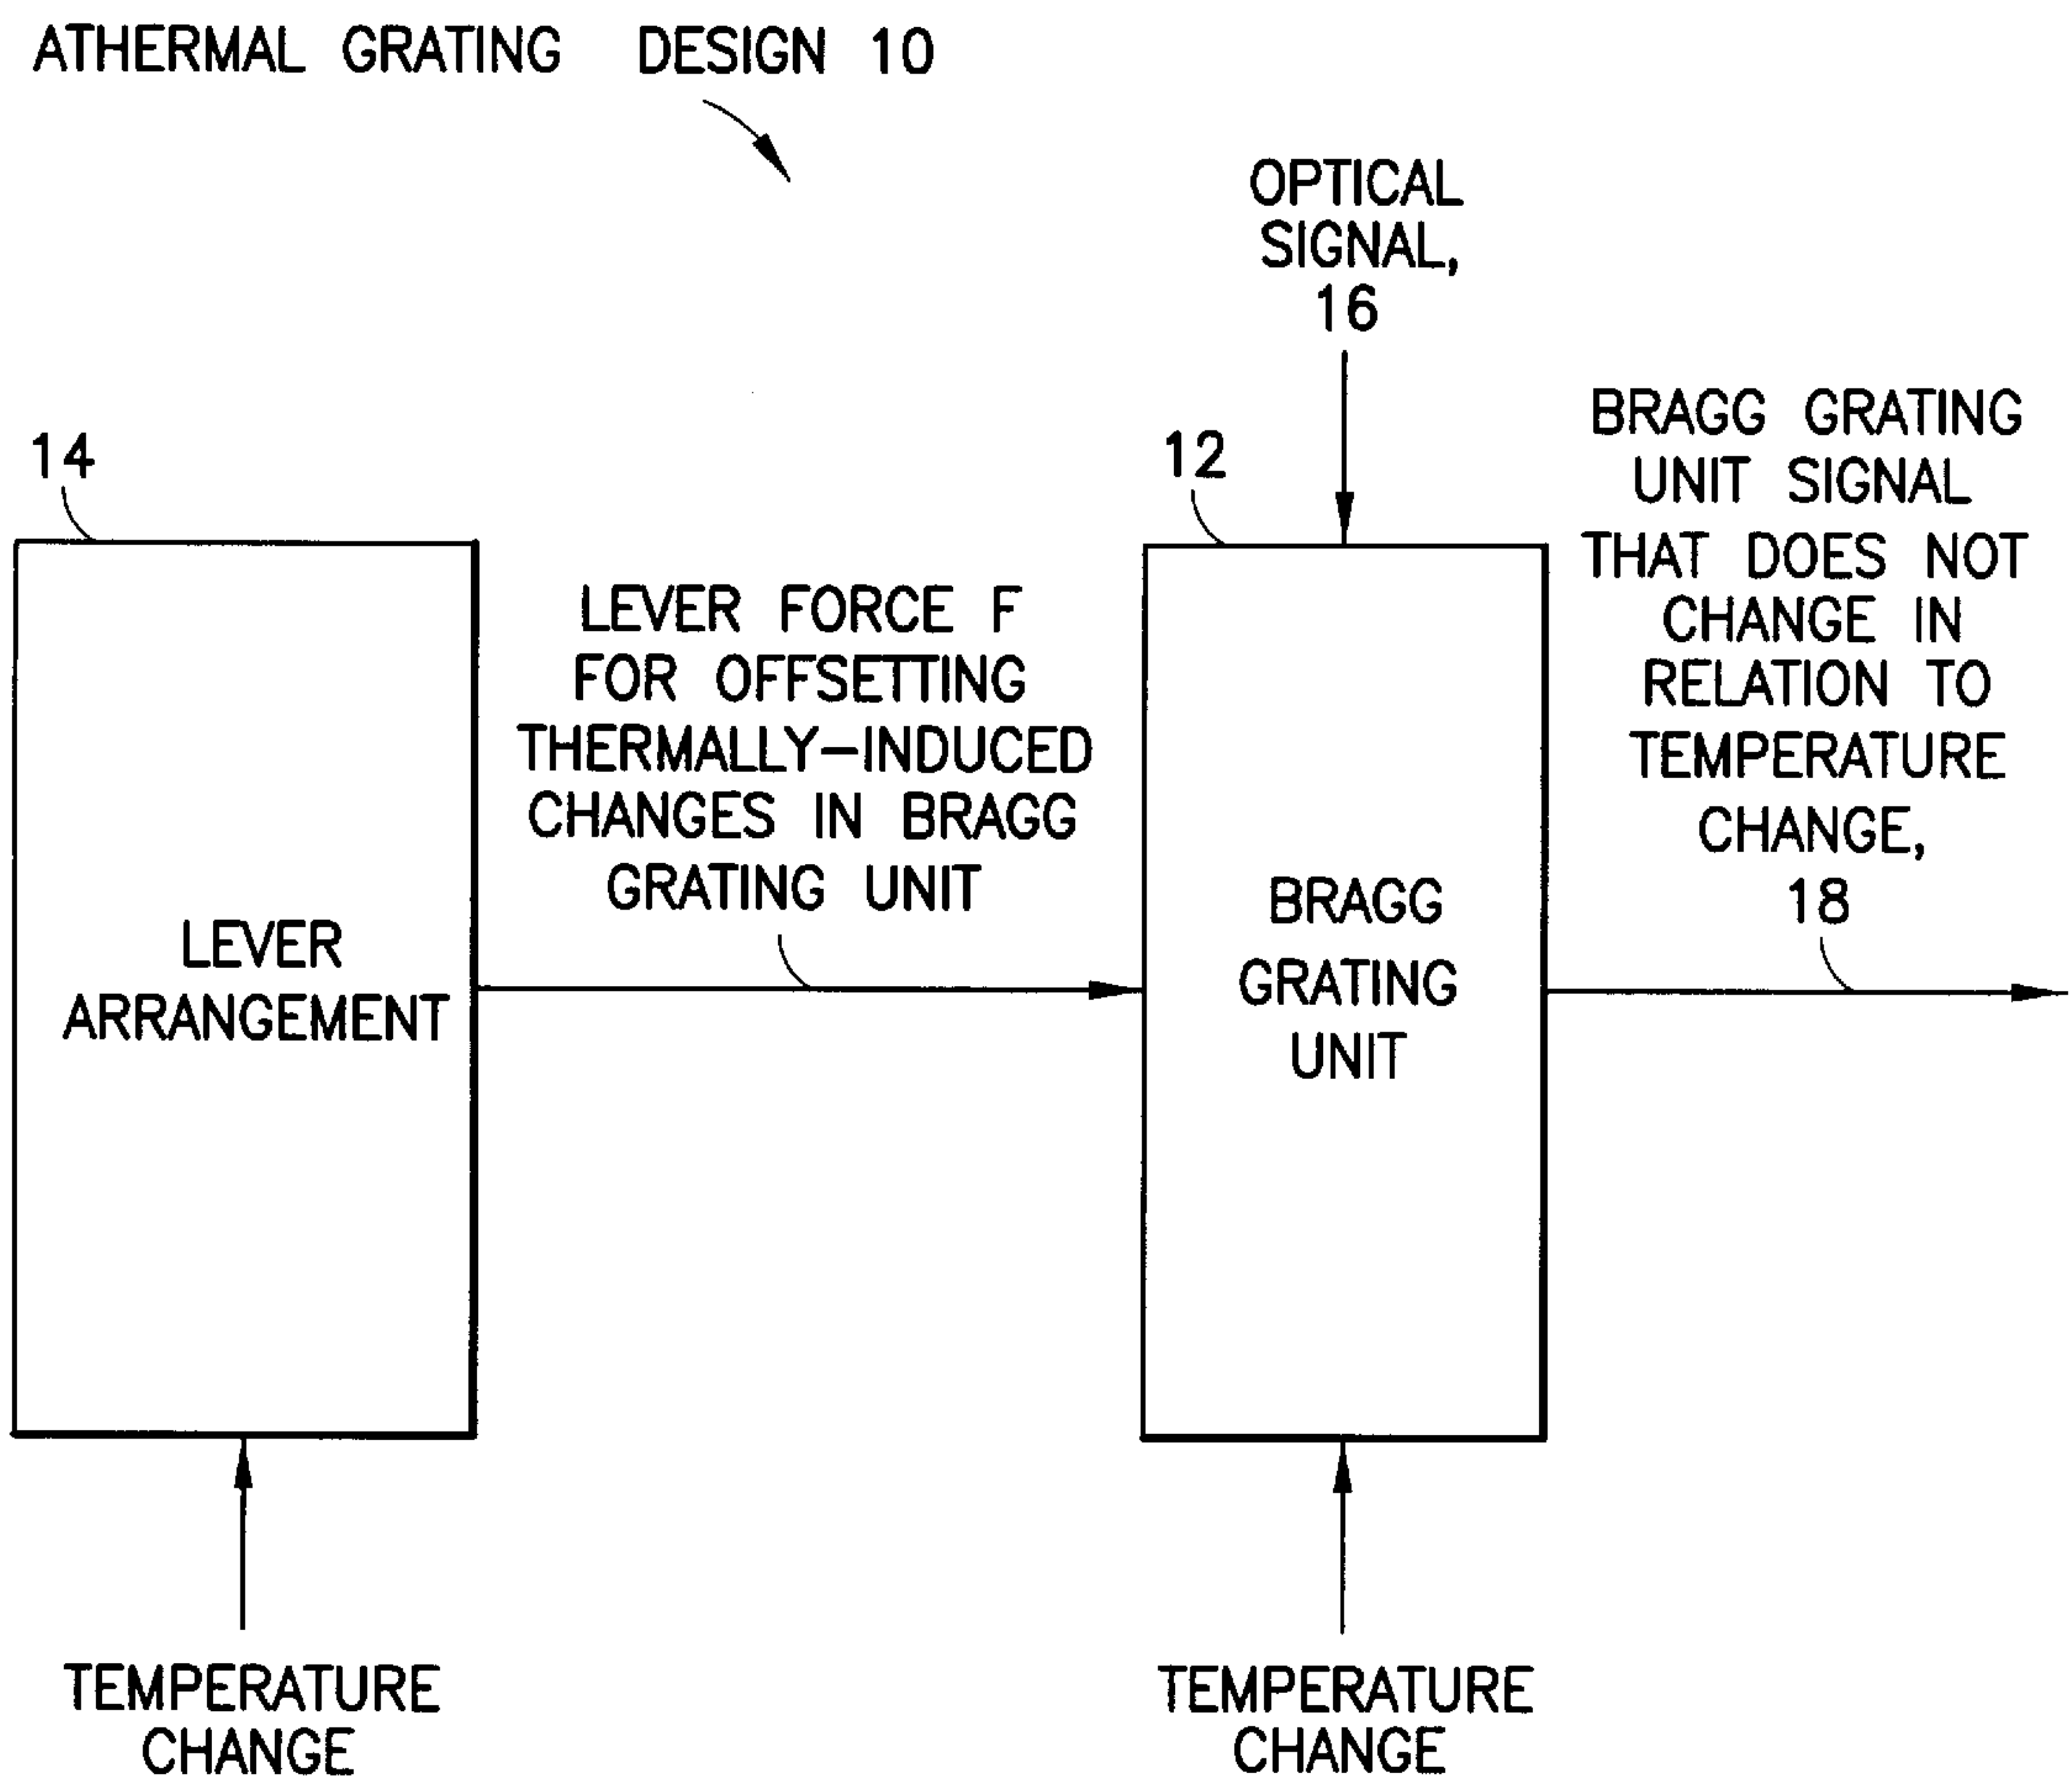 ATHERMAL GRATING DESIGN 10
OPTICAL
SIGNAL,
16
14
12
LEVER FORCE F
FOR OFFSETTING
THERMALLY-INDUCED
CHANGES IN BRAGG
GRATING UNIT
BRAGG GRATING
UNIT SIGNAL
THAT DOES NOT
CHANGE IN
RELATION TO
TEMPERATURE
CHANGE,
18
LEVER
ARRANGEMENT
BRAGG
GRATING
UNIT
TEMPERATURE
CHANGE
TEMPERATURE
CHANGE